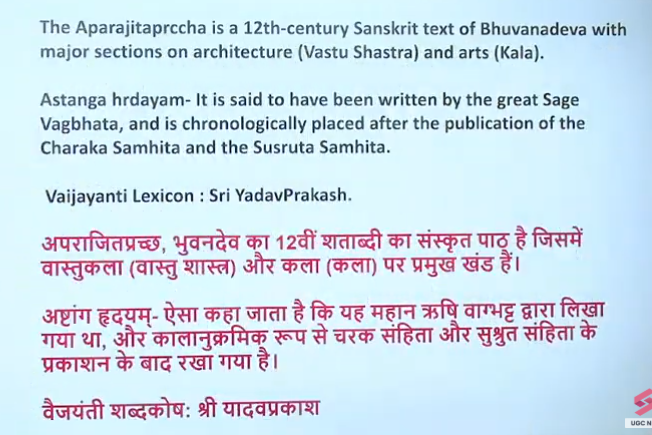 The Aparajitaprccha is a 12th-century Sanskrit text of Bhuvanadeva with
major sections on architecture (Vastu Shastra) and arts (Kala).
Astanga hrdayam- It is said to have been written by the great Sage
Vagbhata, and is chronologically placed after the publication of the
Charaka Samhita and the Susruta Samhita.
Vaijayanti Lexicon : Sri YadavPrakash.
अपराजितप्रच्छ, भुवनदेव का 12वीं शताब्दी का संस्कृत पाठ है जिसमें
वास्तुकला (वास्तु शास्त्र) और कला (कला) पर प्रमुख खंड हैं।
अष्टांग हृदयम्- ऐसा कहा जाता है कि यह महान ऋषि वाग्भट्ट द्वारा लिखा
गया था, और कालानुक्रमिक रूप से चरक संहिता और सुश्रुत संहिता के
प्रकाशन के बाद रखा गया है।
वैजयंती शब्दकोष: श्री यादवप्रकाश
UGC N